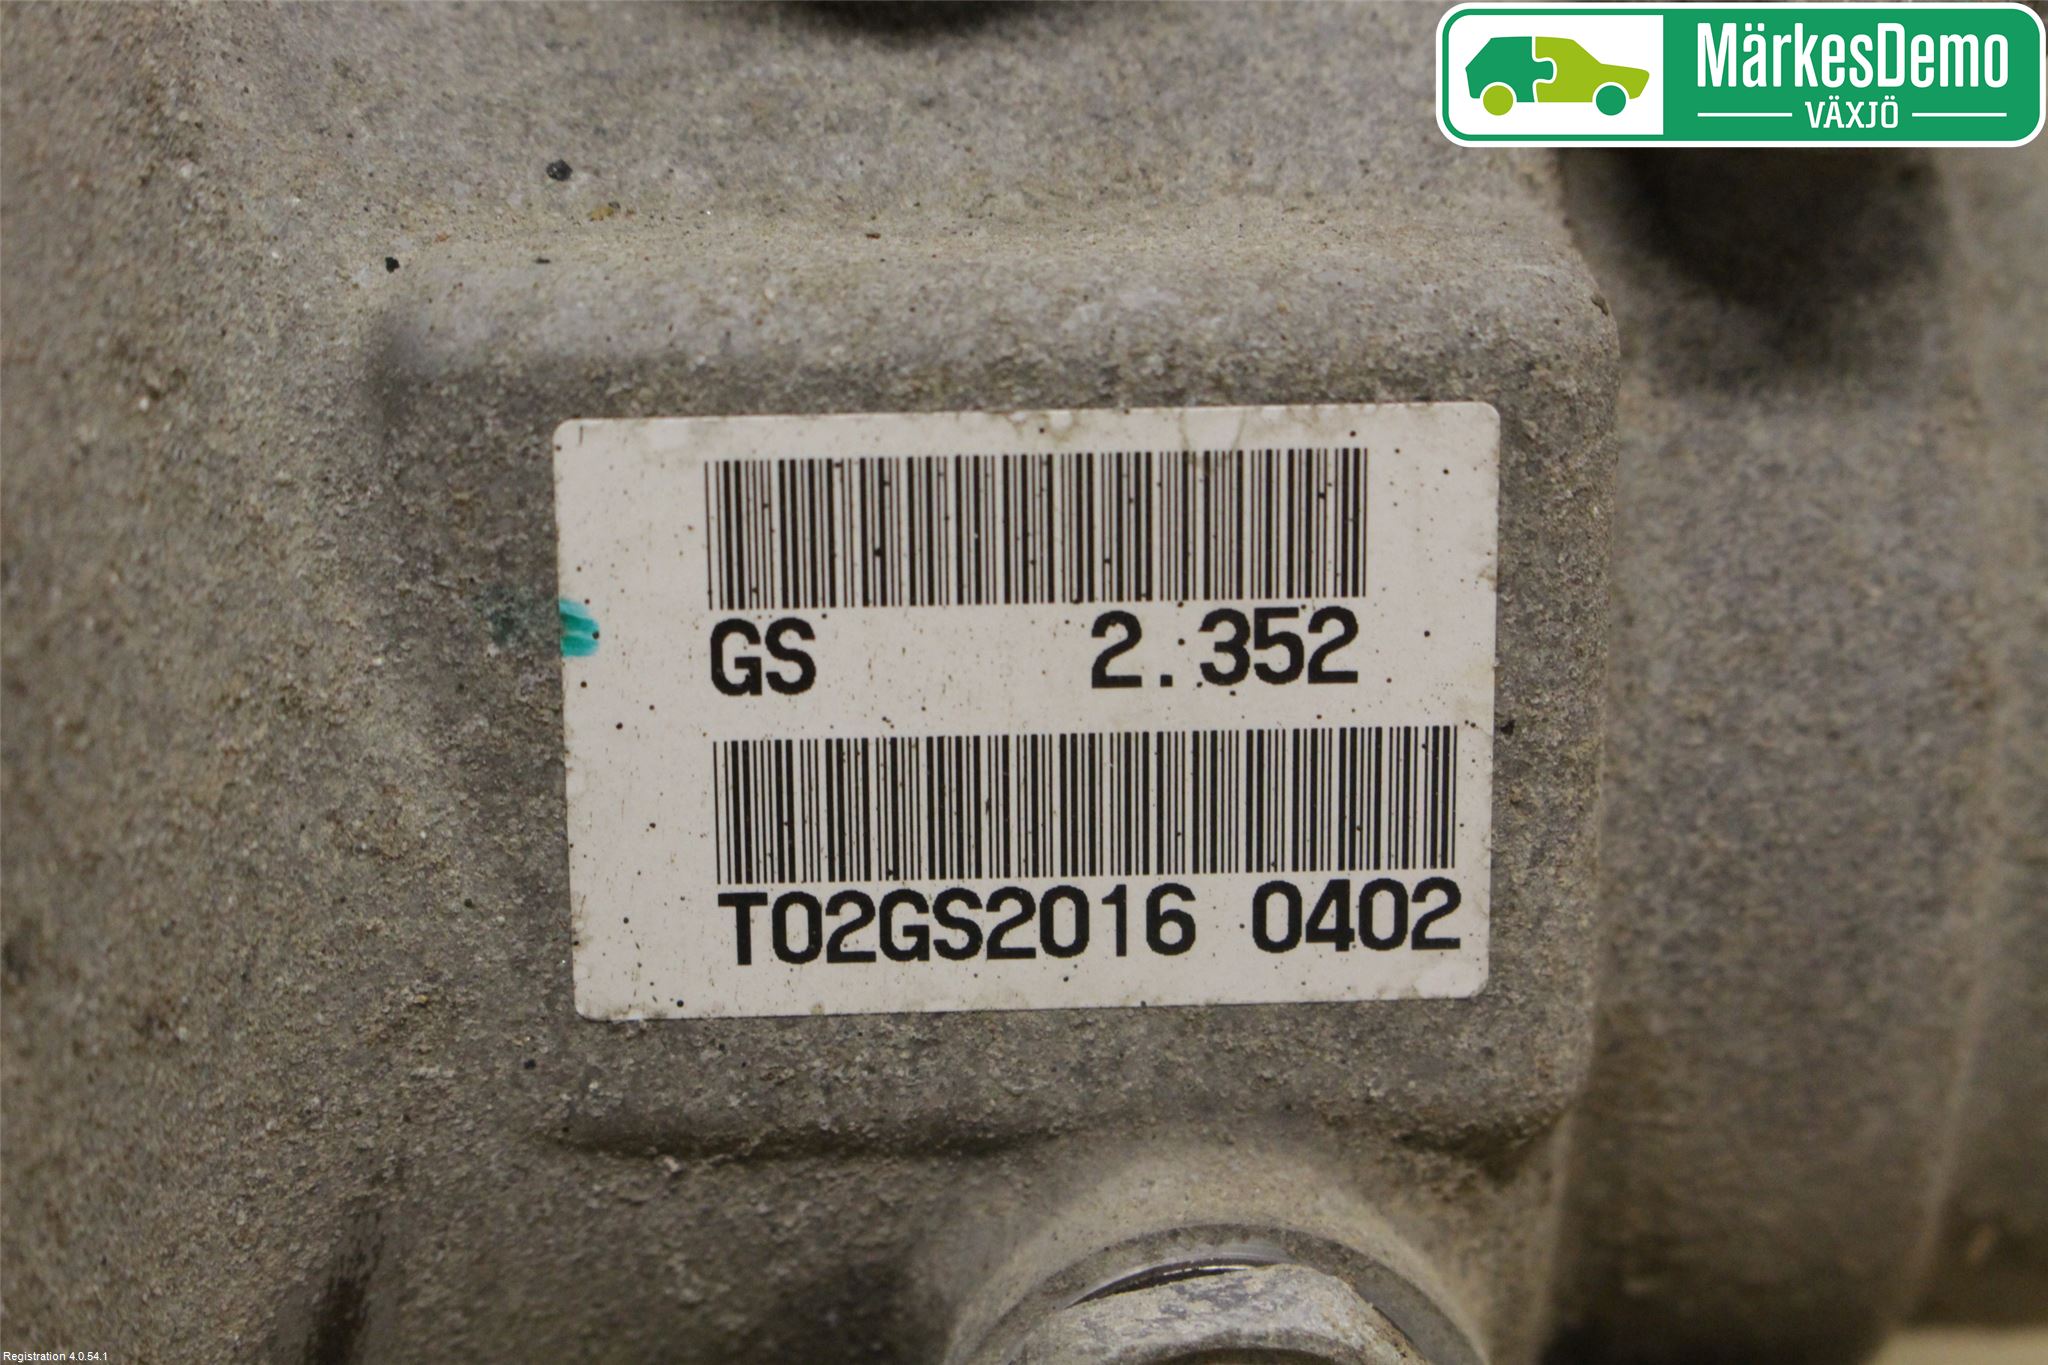 MärkesDemo
VÄXJÖ
GS 2.352
T02GS2016 0402
Registration 4.0.54.1